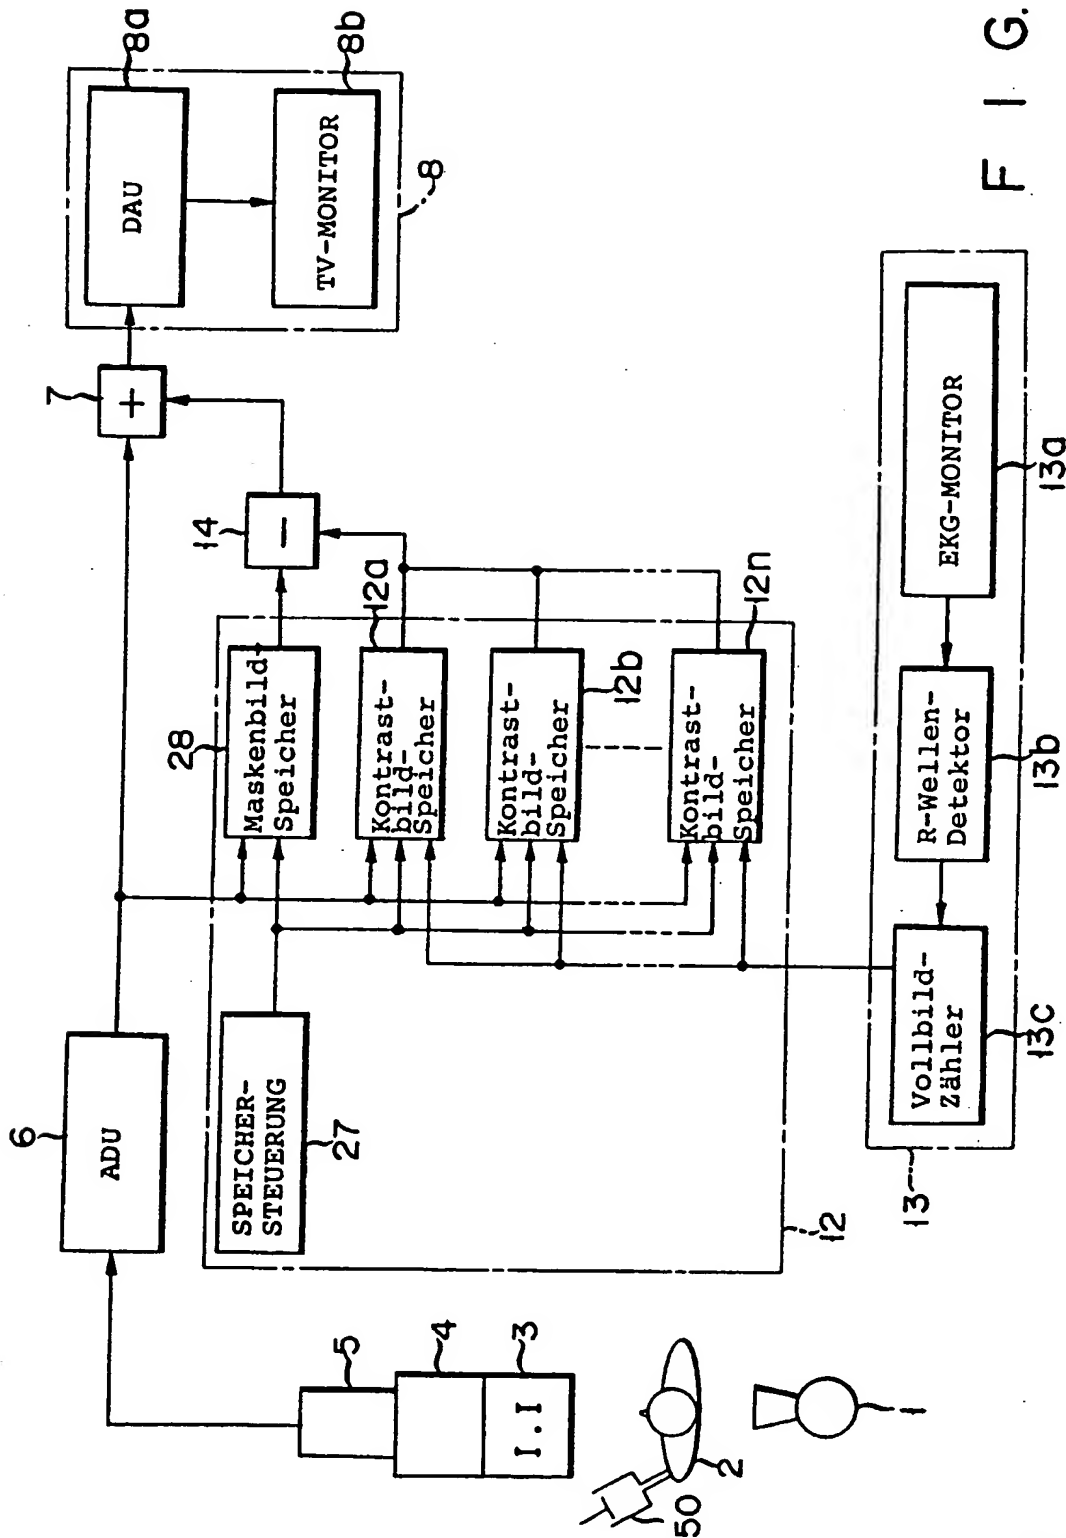 6
ADU
7
+
8a
DAU
8b
TV-MONITOR
8
14
−
5
4
3
I.I
50
2
1
SPEICHER-
STEUERUNG
27
28
Maskenbild-
Speicher
12a
Kontrast-
bild-
Speicher
12b
Kontrast-
bild-
Speicher
12n
Kontrast-
bild-
Speicher
12
13
Vollbild-
Zähler
13c
R-Wellen-
Detektor
13b
EKG-MONITOR
13a
F I G.